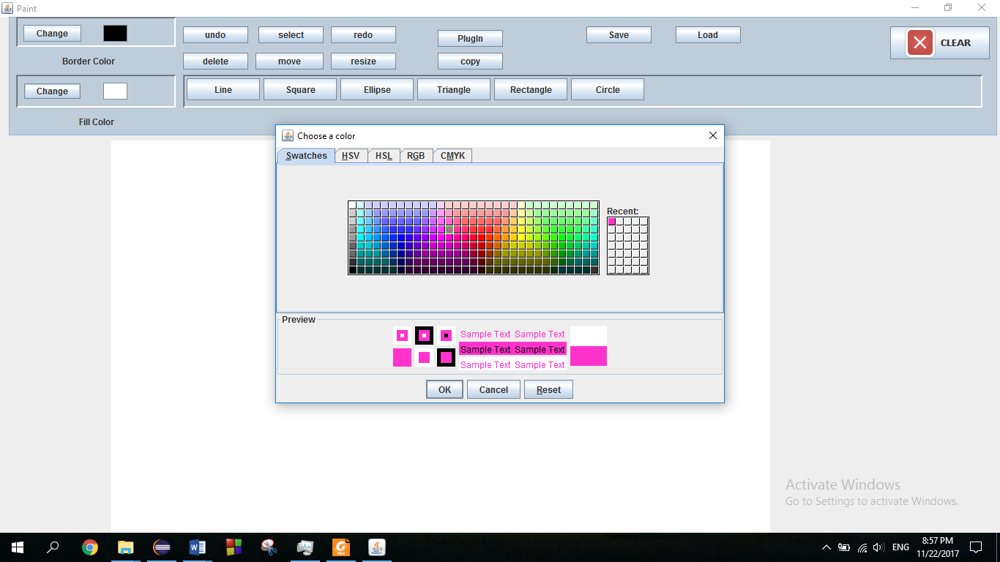 Paint
Change
undo select redo PlugIn Save Load CLEAR
Border Color
delete move resize copy
Change
Line Square Ellipse Triangle Rectangle Circle
Fill Color
Choose a color
Swatches HSV HSL RGB CMYK
Recent:
Preview
Sample Text Sample Text
Sample Text Sample Text
Sample Text Sample Text
OK Cancel Reset
Activate Windows
Go to Settings to activate Windows.
PDF
ENG
8:57 PM
11/22/2017